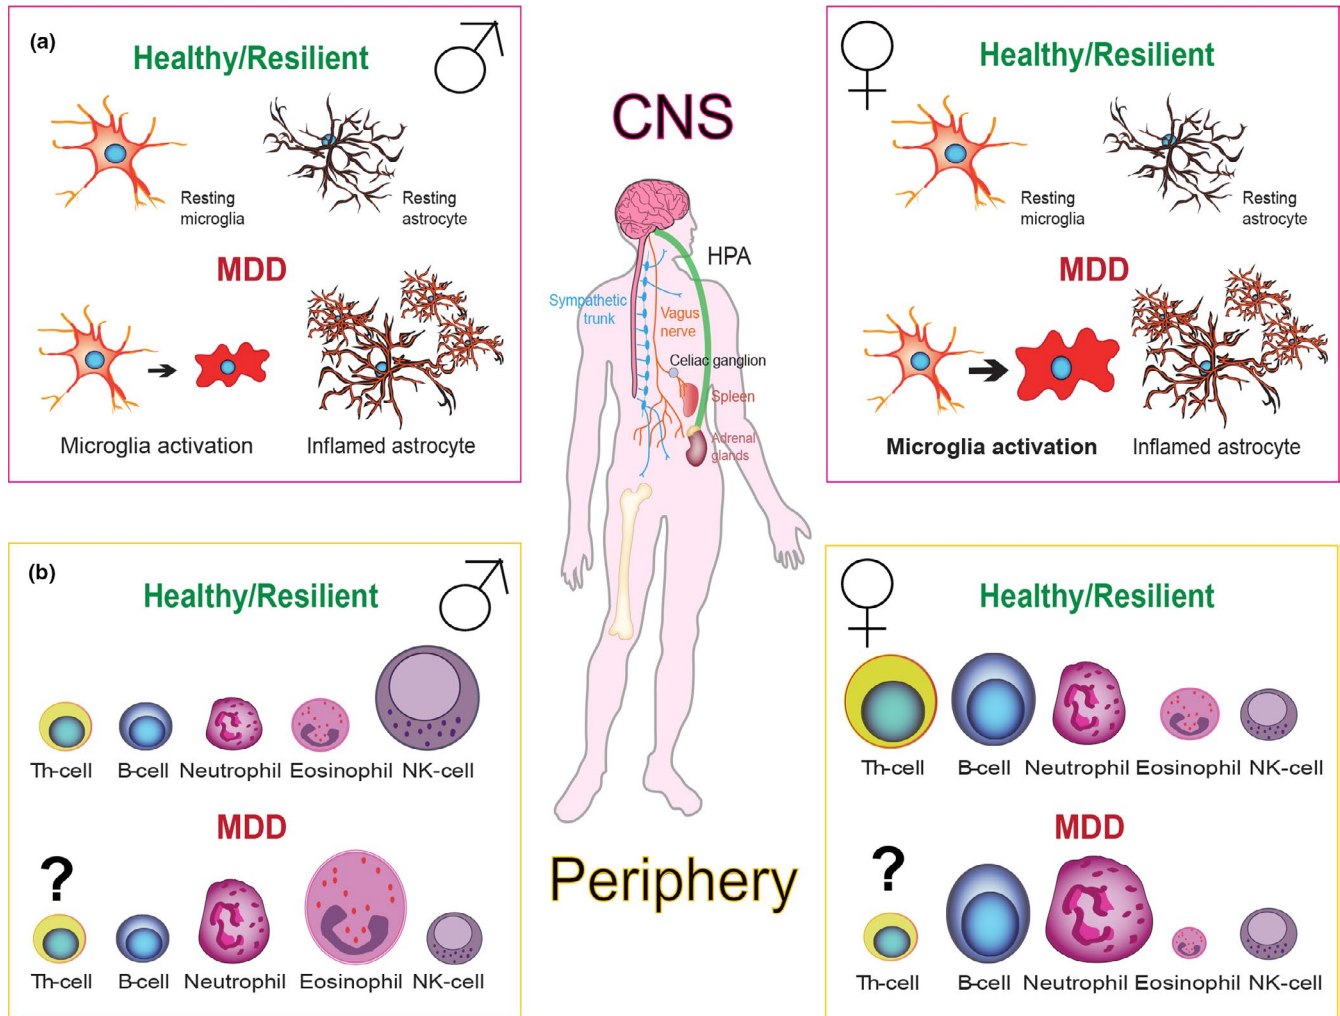 (a)
Healthy/Resilient
Resting
microglia
Resting
astrocyte
MDD
Microglia activation
Inflamed astrocyte
CNS
HPA
Sympathetic
trunk
Vagus
nerve
Celiac ganglion
Spleen
Adrenal
glands
Healthy/Resilient
Resting
microglia
Resting
astrocyte
MDD
Microglia activation
Inflamed astrocyte
(b)
Healthy/Resilient
Th-cell B-cell Neutrophil Eosinophil NK-cell
MDD
?
Th-cell B-cell Neutrophil Eosinophil NK-cell
Periphery
Healthy/Resilient
Th-cell B-cell Neutrophil Eosinophil NK-cell
MDD
?
Th-cell B-cell Neutrophil Eosinophil NK-cell